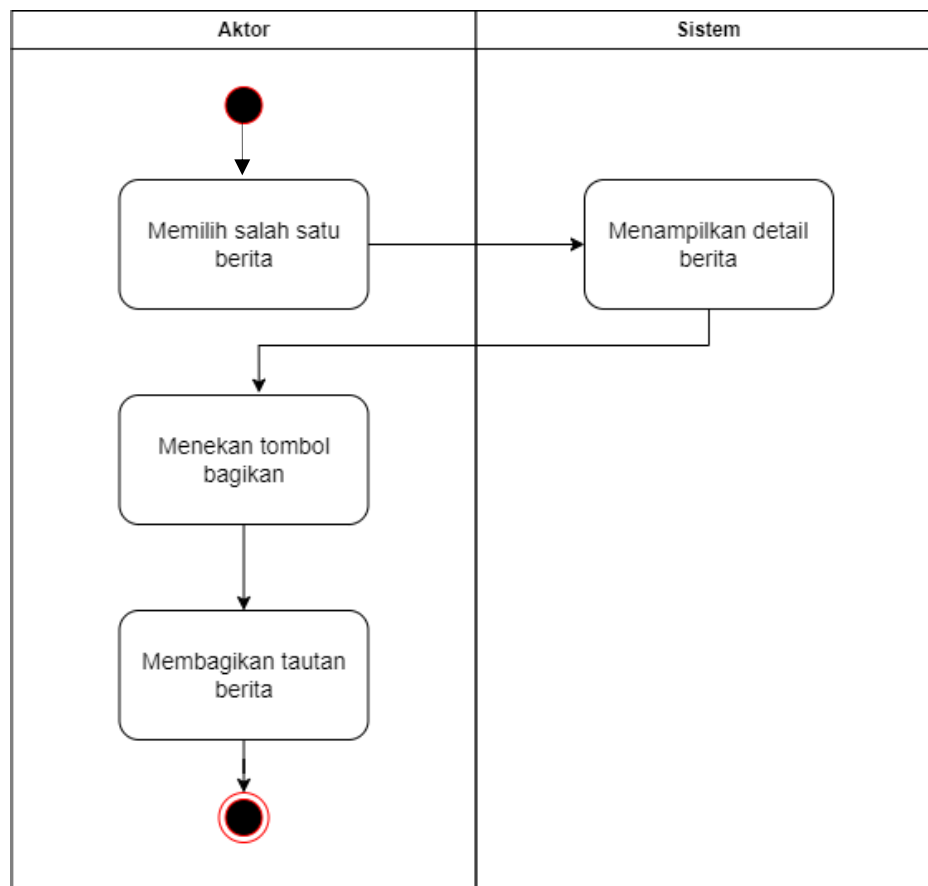 Aktor
Sistem
Memilih salah satu
berita
Menampilkan detail
berita
Menekan tombol
bagikan
Membagikan tautan
berita